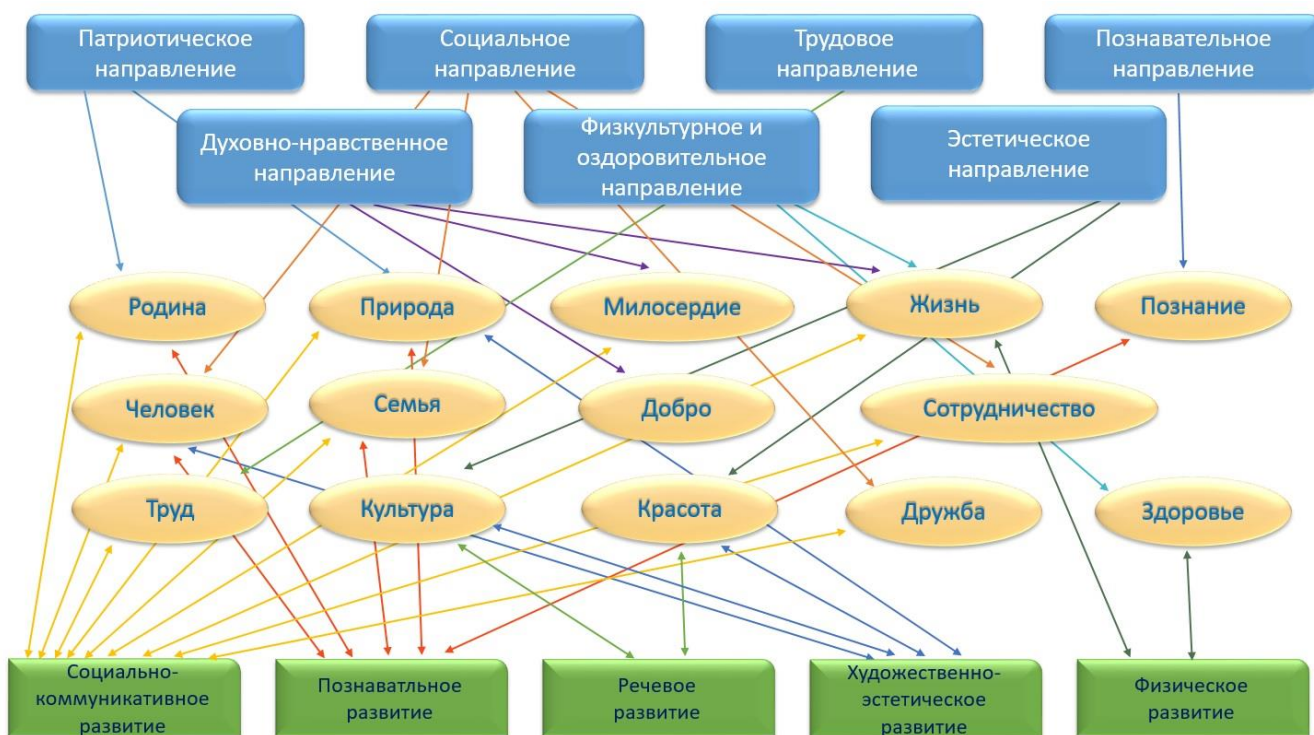 Патриотическое
направление
Социальное
направление
Трудовое
направление
Познавательное
направление
Духовно-нравственное
направление
Физкультурное и
оздоровительное
направление
Эстетическое
направление
Родина
Природа
Милосердие
Жизнь
Познание
Человек
Семья
Добро
Сотрудничество
Труд
Культура
Красота
Дружба
Здоровье
Социально-
коммуникативное
развитие
Познаватльное
развитие
Речевое
развитие
Художественно-
эстетическое
развитие
Физическое
развитие